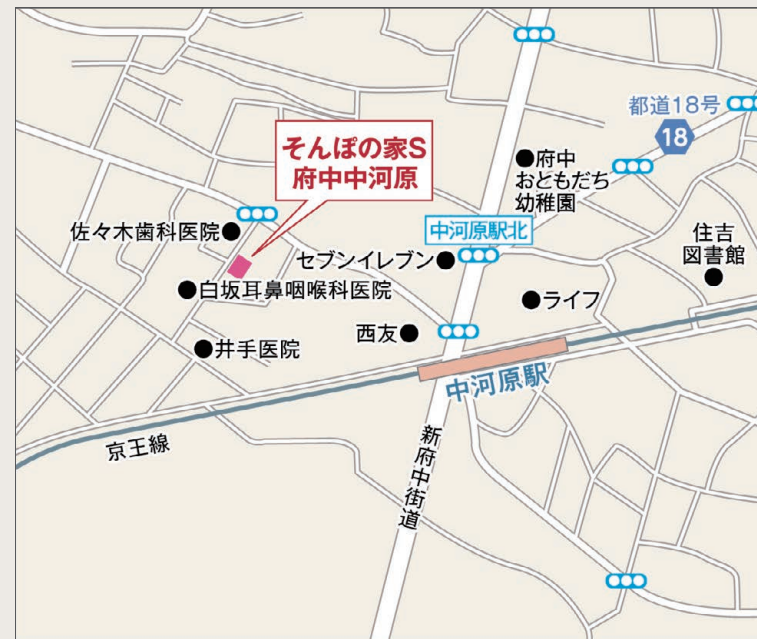 都道18号
18
そんぽの家S
府中中河原
府中
おともだち
幼稚園
佐々木歯科医院
中河原駅北
住吉
図書館
セブンイレブン
白坂耳鼻咽喉科医院
ライフ
西友
井手医院
中河原駅
京王線
新府中街道